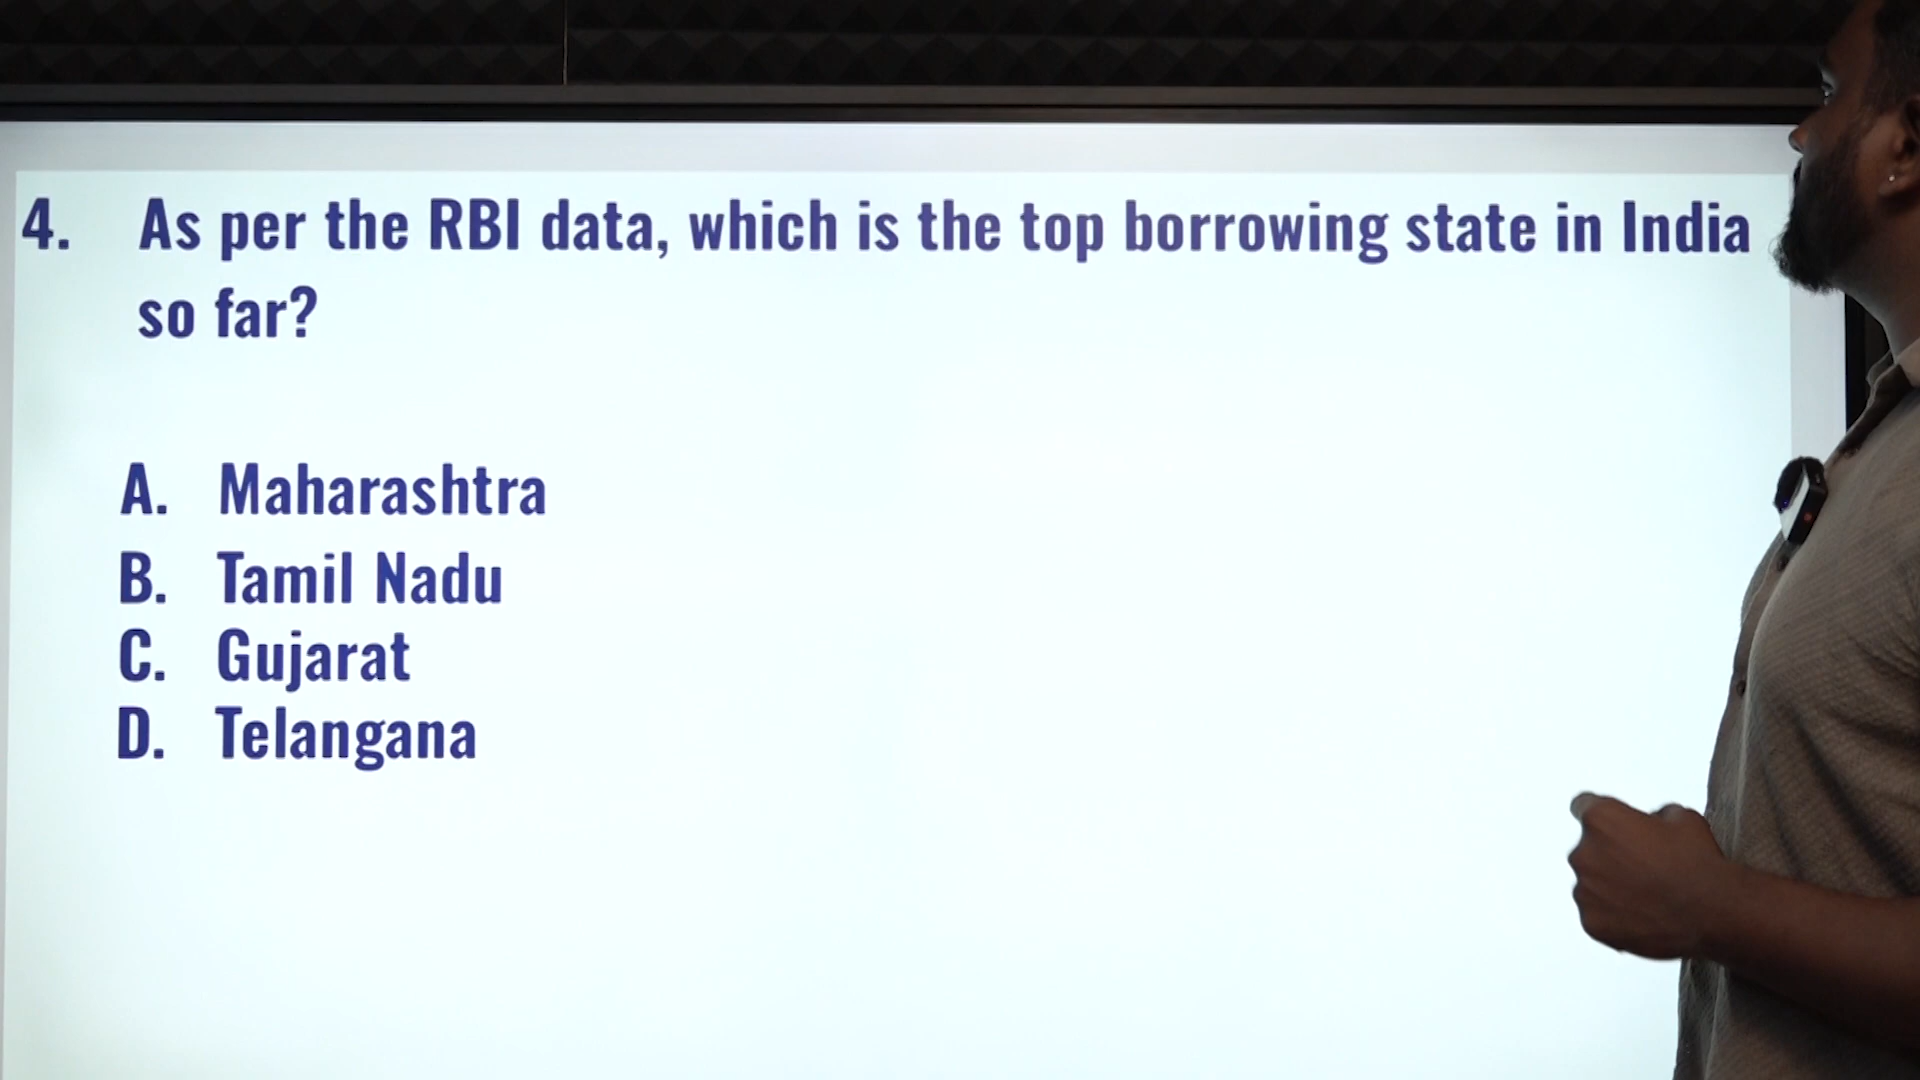 4. As per the RBI data, which is the top borrowing state in India
so far?
A. Maharashtra
B. Tamil Nadu
C. Gujarat
D. Telangana